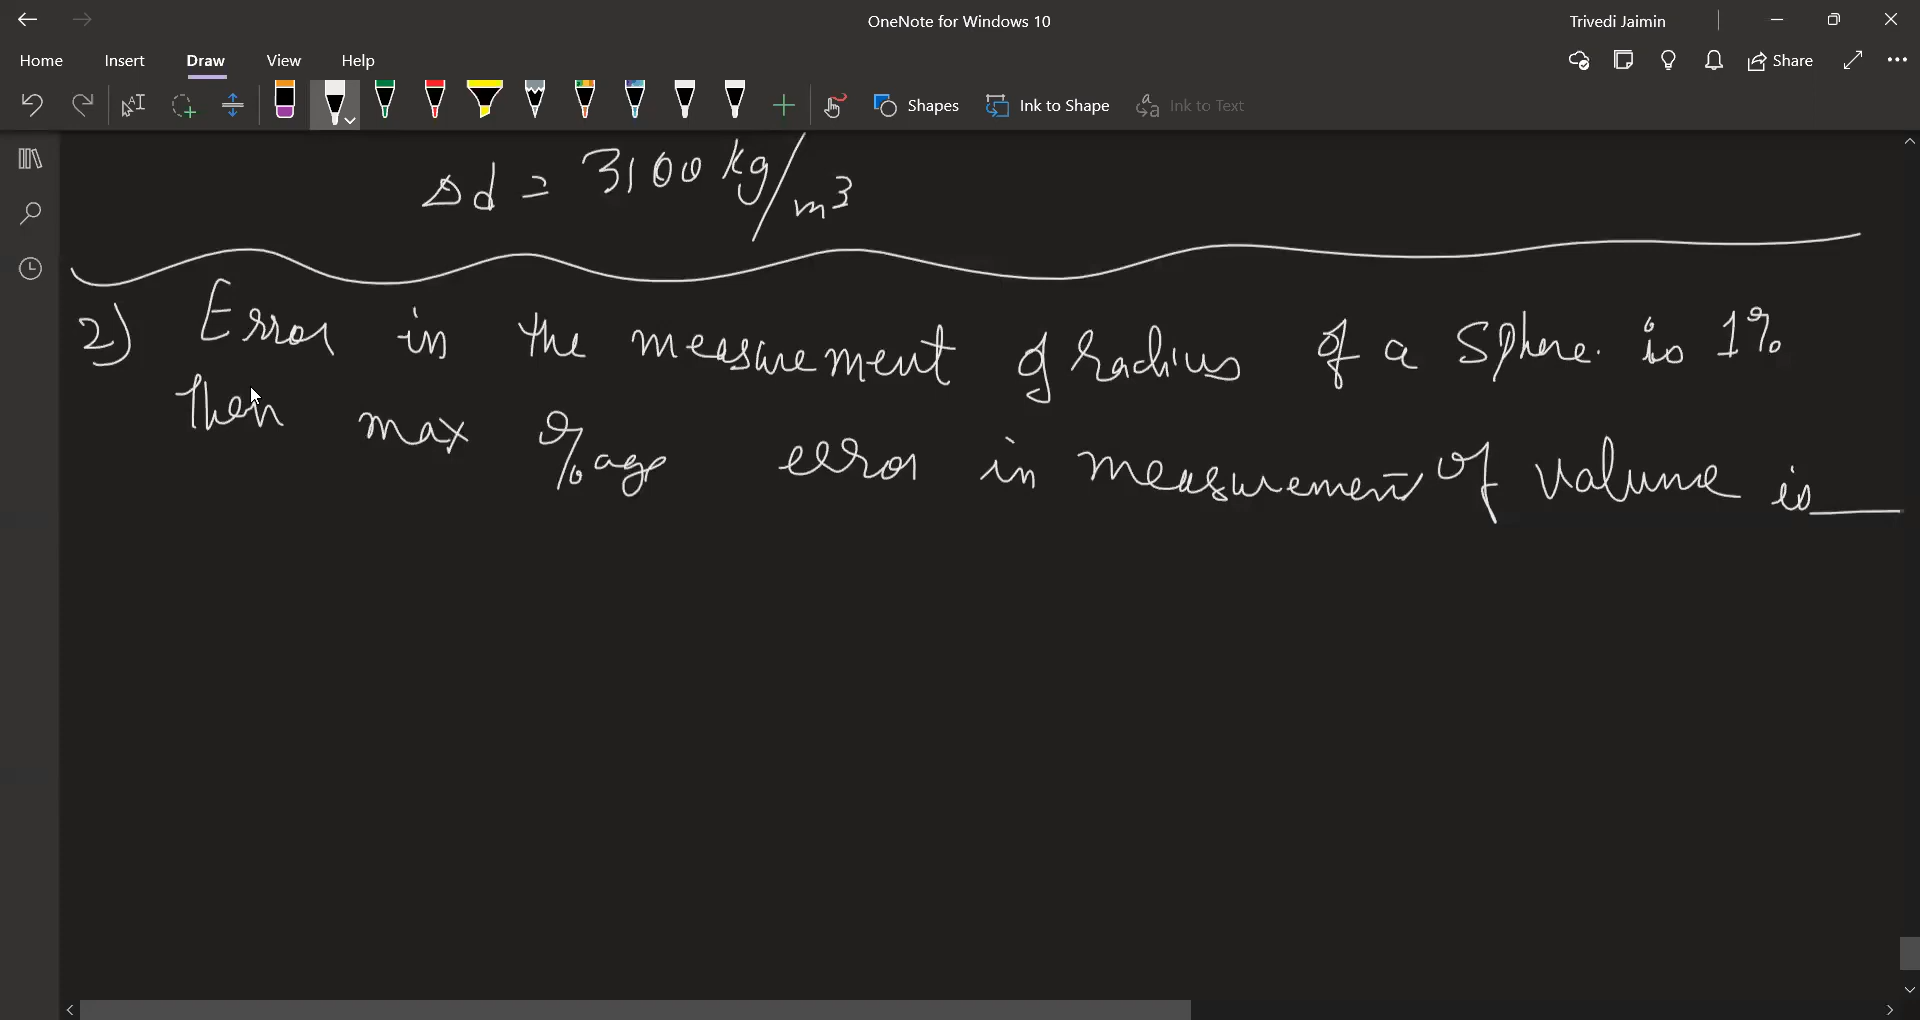 OneNote for Windows 10
Trivedi Jaimin
Home Insert Draw View Help
Share
Shapes Ink to Shape Ink to Text
Δd = 3100 kg/m3
2) Error in the measurement of radius of a Sphere. is 1%
Then max %age error in measurement of volume is____